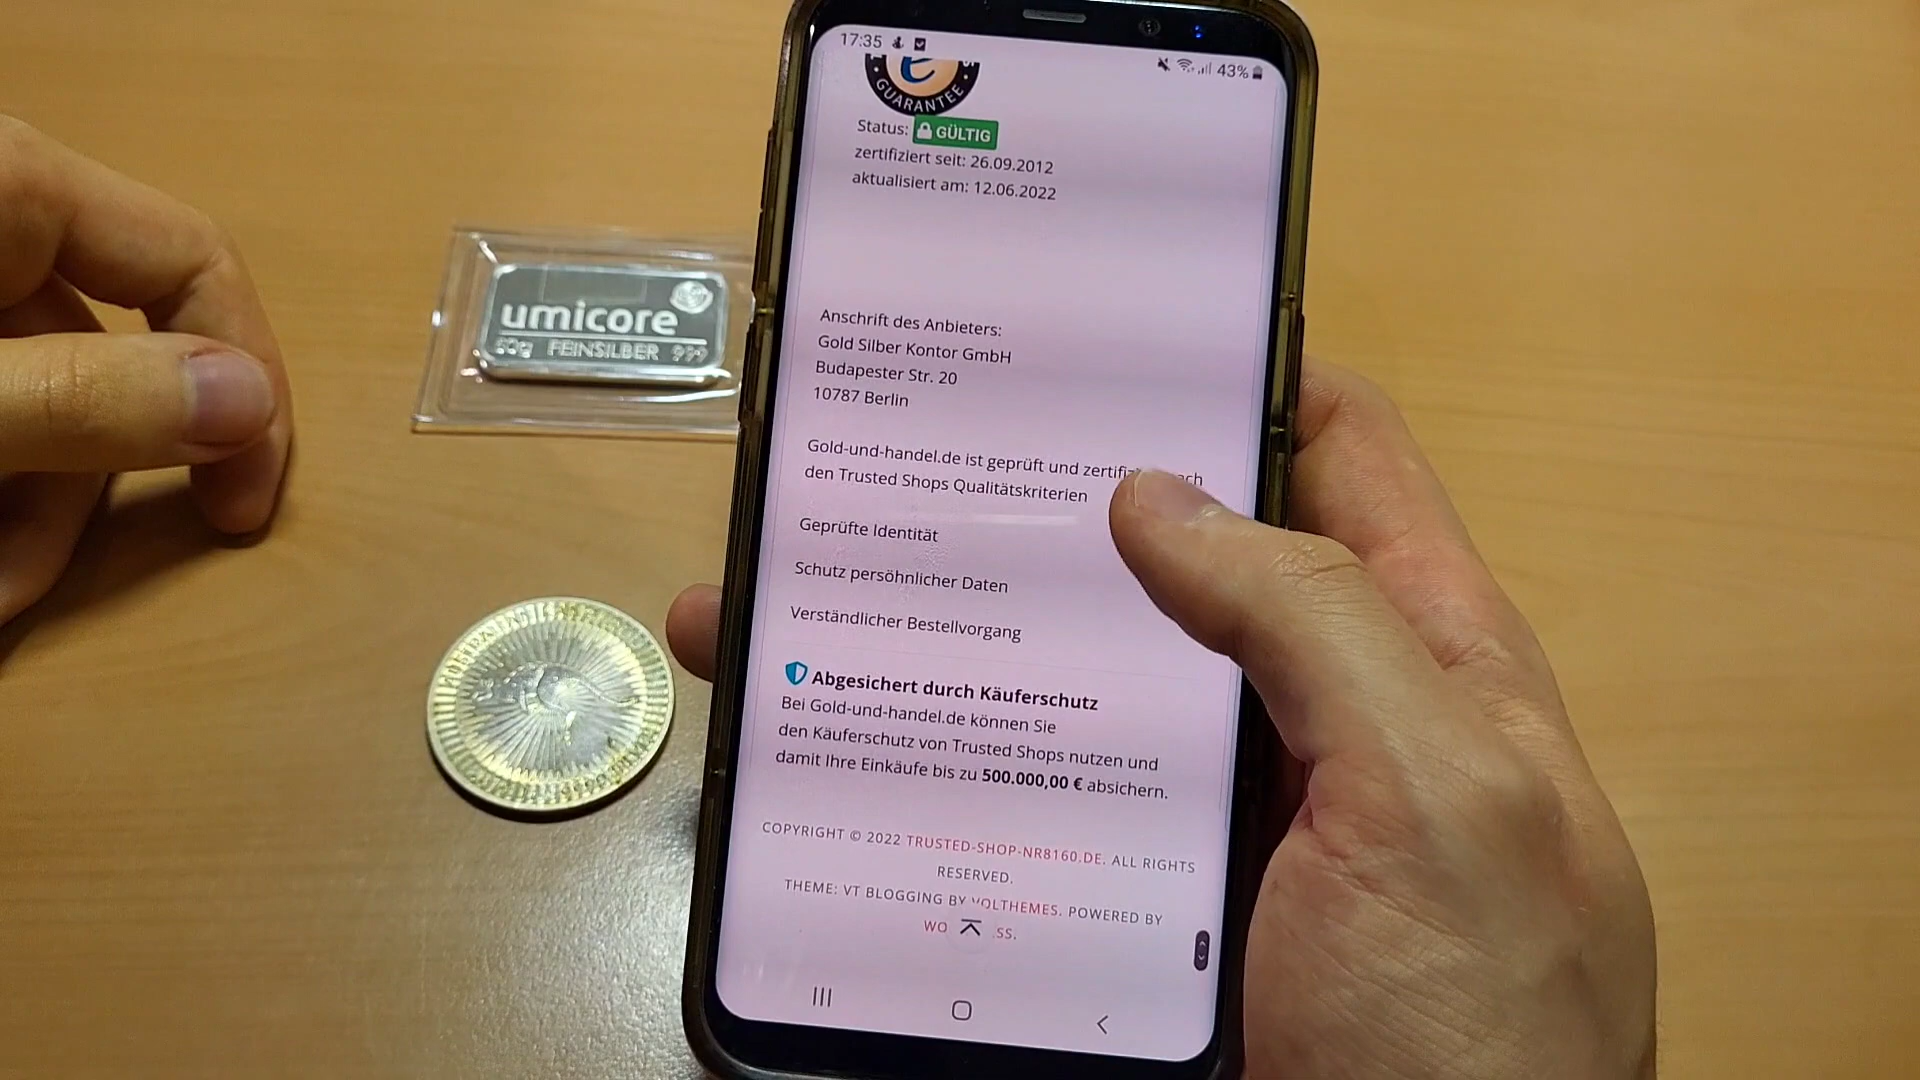 17:35
43%
GUARANTEE
Status: GÜLTIG
zertifiziert seit: 26.09.2012
aktualisiert am: 12.06.2022
umicore
50g FEINSILBER 999
Anschrift des Anbieters:
Gold Silber Kontor GmbH
Budapester Str. 20
10787 Berlin
Gold-und-handel.de ist geprüft und
den Trusted Shops Qualitätskriterien
Geprüfte Identität
Schutz persöhnlicher Daten
Verständlicher Bestellvorgang
Abgesichert durch Käuferschutz
Bei Gold-und-handel.de können Sie
den Käuferschutz von Trusted Shops nutzen und
damit Ihre Einkäufe bis zu 500.000,00 € absichern.
COPYRIGHT © 2022 TRUSTED-SHOP-NR8160.DE. ALL RIGHTS
RESERVED.
THEME: VT BLOGGING BY VOLTHEMES. POWERED BY